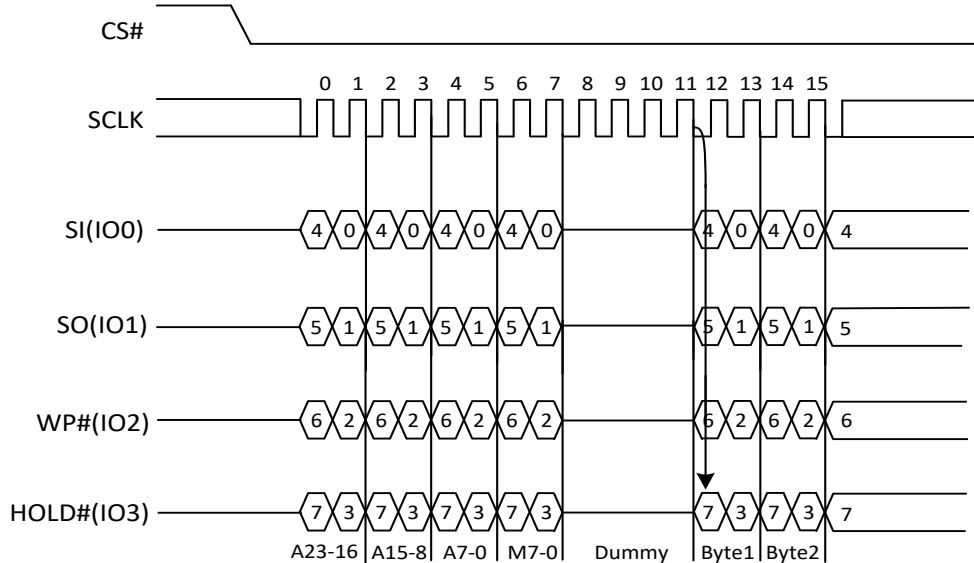 CS#
0 1 2 3 4 5 6 7 8 9 10 11 12 13 14 15
SCLK
SI(IO0) 4 0 4 0 4 0 4 0 4 0 4 0 4
SO(IO1) 5 1 5 1 5 1 5 1 5 1 5 1 5
WP#(IO2) 6 2 6 2 6 2 6 2 6 2 6 2 6
HOLD#(IO3) 7 3 7 3 7 3 7 3 7 3 7 3 7
A23-16 A15-8 A7-0 M7-0 Dummy Byte1 Byte2